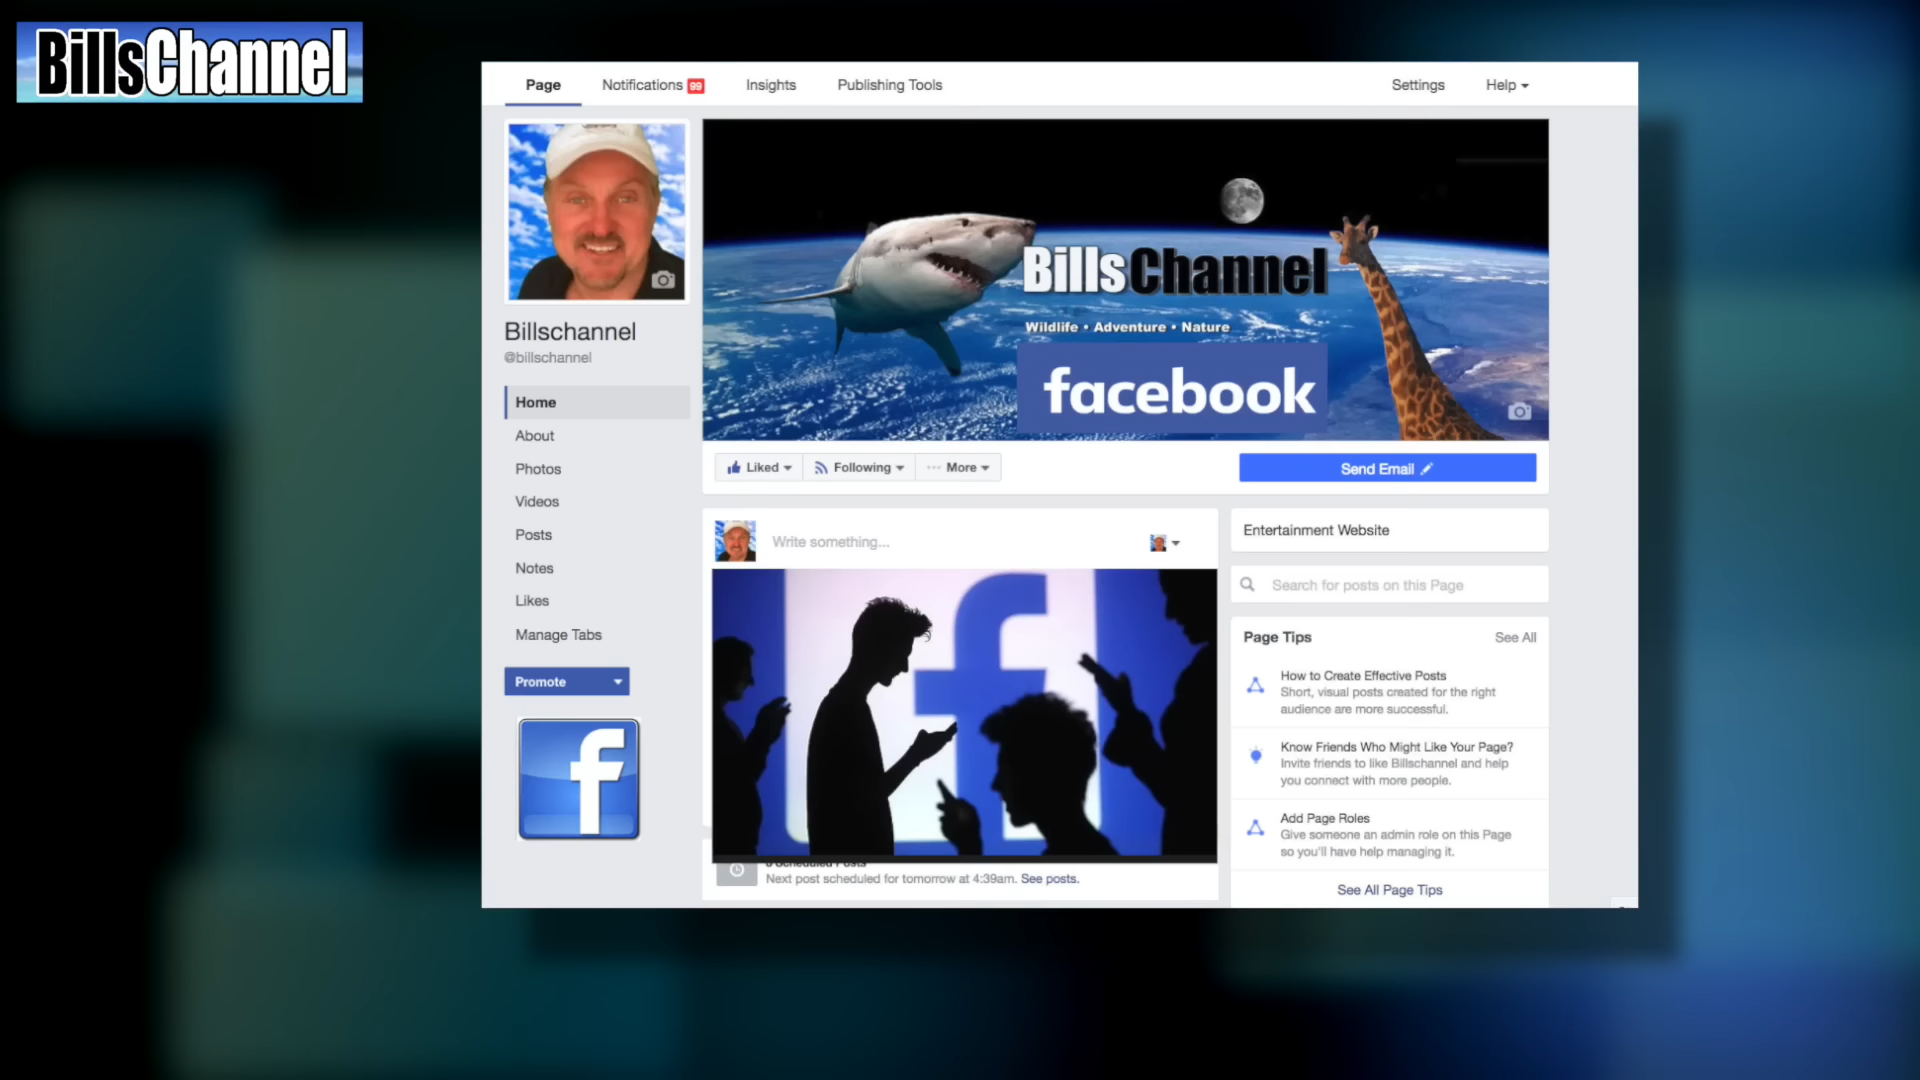 BillsChannel
Page Notifications 99 Insights Publishing Tools Settings Help
BillsChannel
Wildlife • Adventure • Nature
facebook
Billschannel
@billschannel
Home
About
Photos
Videos
Posts
Notes
Likes
Manage Tabs
Promote
f
Liked Following More Send Email
Write something...
f
Scheduled Posts
Next post scheduled for tomorrow at 4:39am. See posts.
Entertainment Website
Search for posts on this Page
Page Tips See All
How to Create Effective Posts
Short, visual posts created for the right
audience are more successful.
Know Friends Who Might Like Your Page?
Invite friends to like Billschannel and help
you connect with more people.
Add Page Roles
Give someone an admin role on this Page
so you'll have help managing it.
See All Page Tips